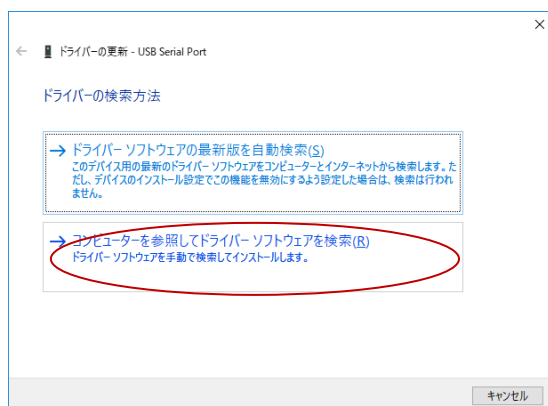 ドライバーの更新 - USB Serial Port
ドライバーの検索方法
ドライバー ソフトウェアの最新版を自動検索(S)
このデバイス用の最新のドライバー ソフトウェアをコンピューターとインターネットから検索します。た
だし、デバイスのインストール設定でこの機能を無効にするよう設定した場合は、検索は行われ
ません。
コンピューターを参照してドライバー ソフトウェアを検索(R)
ドライバー ソフトウェアを手動で検索してインストールします。
キャンセル